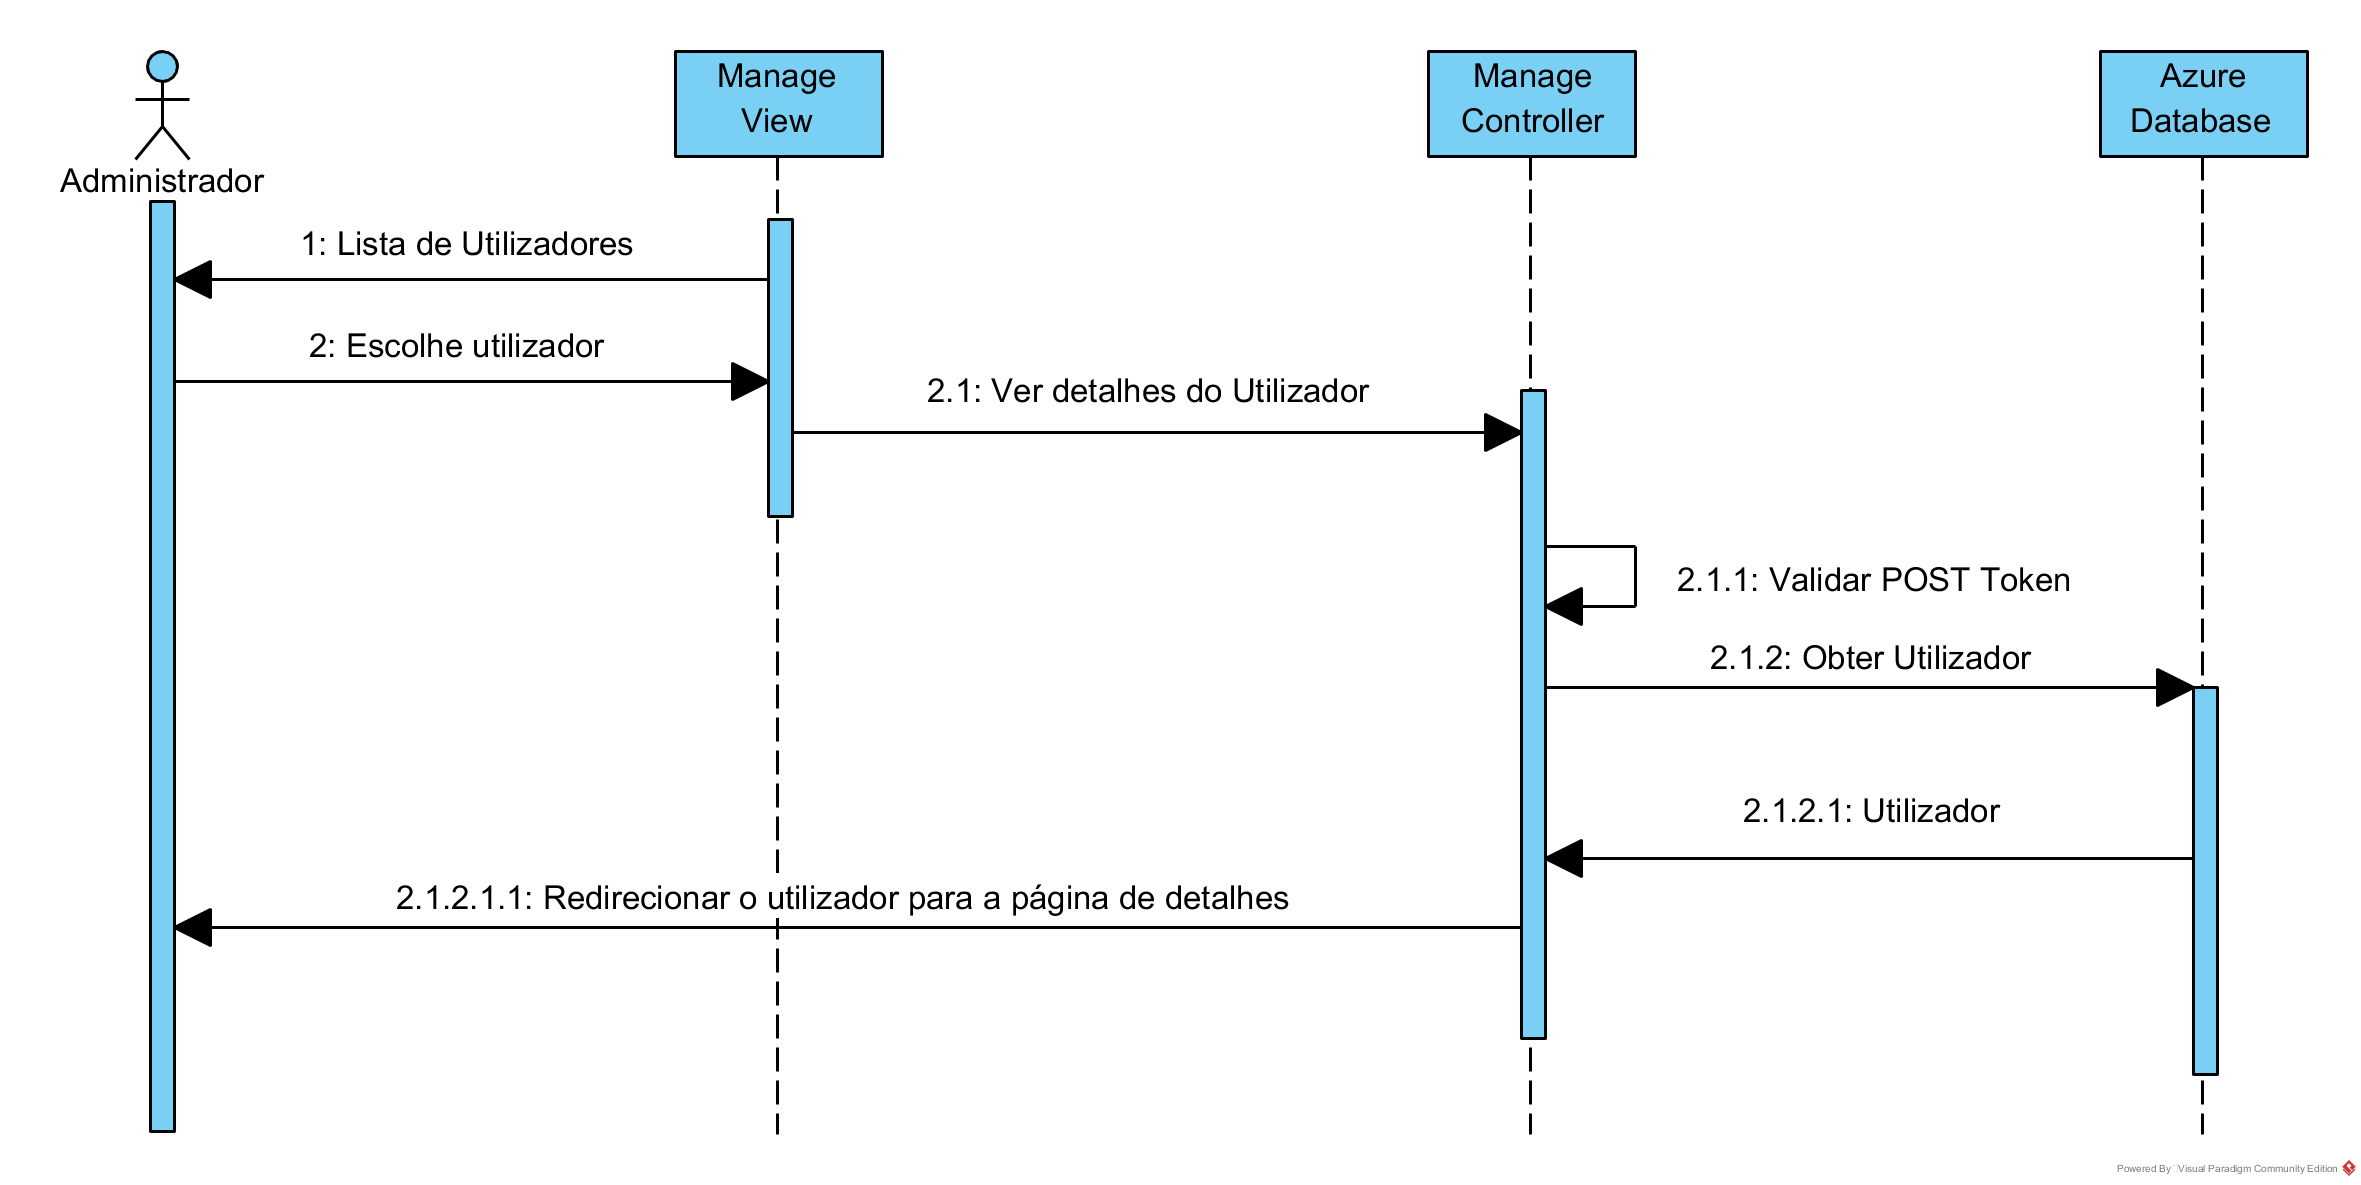 Administrador
Manage
View
Manage
Controller
Azure
Database
1: Lista de Utilizadores
2: Escolhe utilizador
2.1: Ver detalhes do Utilizador
2.1.1: Validar POST Token
2.1.2: Obter Utilizador
2.1.2.1: Utilizador
2.1.2.1.1: Redirecionar o utilizador para a página de detalhes
Powered By Visual Paradigm Community Edition